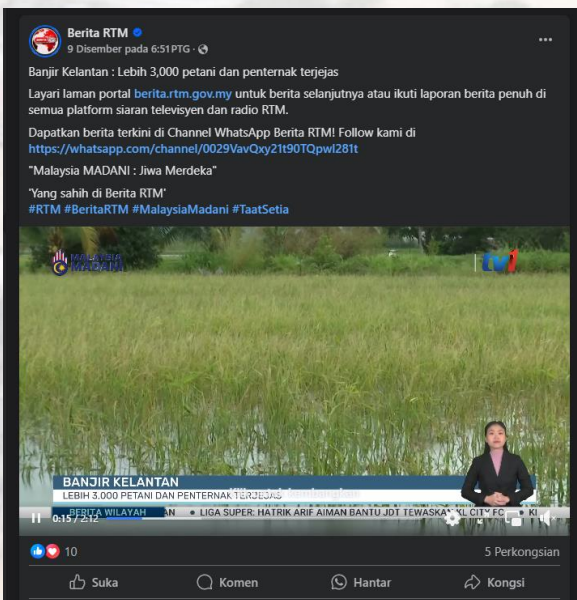 Berita RTM
9 Disember pada 6:51PTG ·
Banjir Kelantan : Lebih 3,000 petani dan penternak terjejas
Layari laman portal berita.rtm.gov.my untuk berita selanjutnya atau ikuti laporan berita penuh di
semua platform siaran televisyen dan radio RTM.
Dapatkan berita terkini di Channel WhatsApp Berita RTM! Follow kami di
https://whatsapp.com/channel/0029VavQxy21t90TQpwI281t
"Malaysia MADANI : Jiwa Merdeka"
'Yang sahih di Berita RTM'
#RTM #BeritaRTM #MalaysiaMadani #TaatSetia
MALAYSIA
MADANI
tv1
BANJIR KELANTAN
LEBIH 3.000 PETANI DAN PENTERNAK TERJEJAS
BERITA WILAYAH AN • LIGA SUPER: HATRIK ARIF AIMAN BANTU JDT TEWASKAN KL CITY FC • KI
0:15 / 2:12
10
5 Perkongsian
Suka
Komen
Hantar
Kongsi